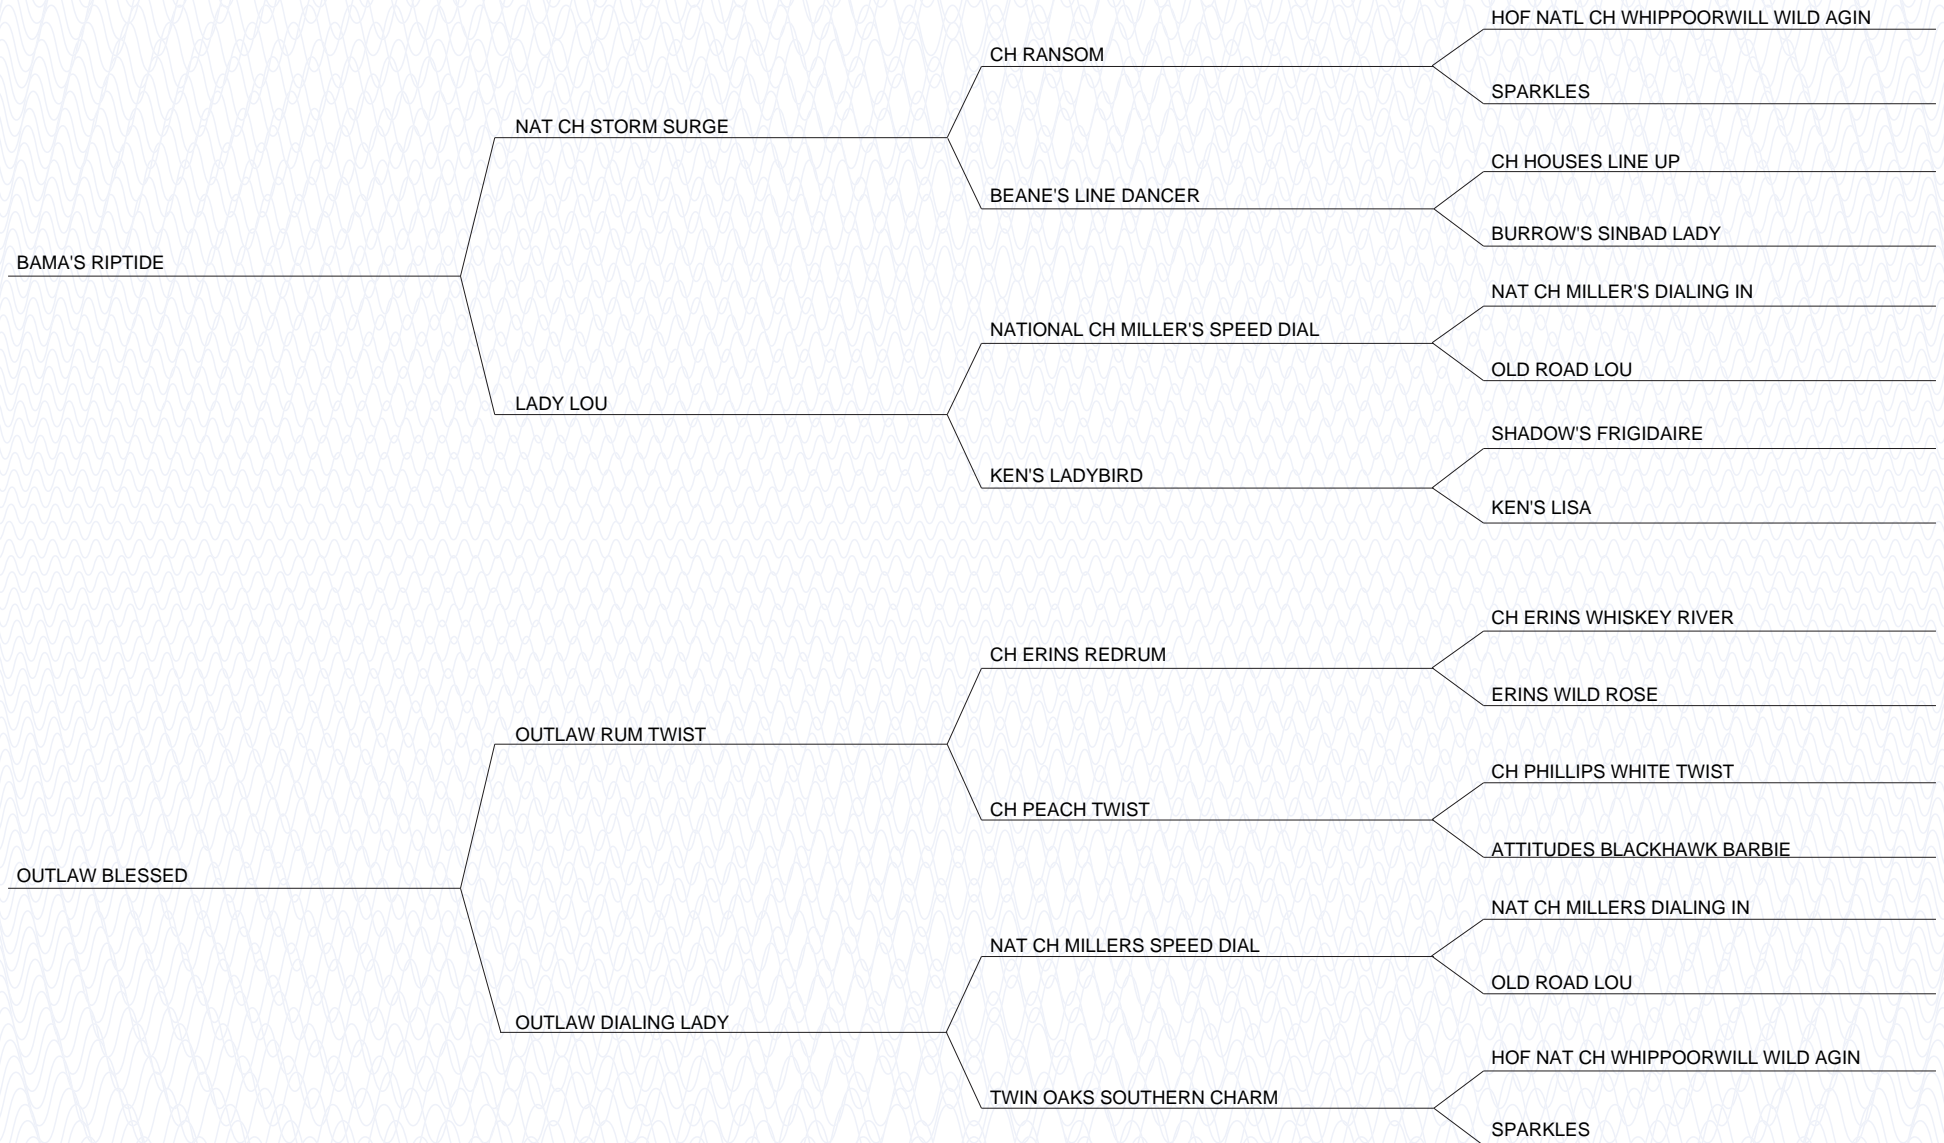 HOF NATL CH WHIPPOORWILL WILD AGIN
CH RANSOM
SPARKLES
NAT CH STORM SURGE
CH HOUSES LINE UP
BEANE'S LINE DANCER
BURROW'S SINBAD LADY
BAMA'S RIPTIDE
NAT CH MILLER'S DIALING IN
NATIONAL CH MILLER'S SPEED DIAL
OLD ROAD LOU
LADY LOU
SHADOW'S FRIGIDAIRE
KEN'S LADYBIRD
KEN'S LISA
CH ERINS WHISKEY RIVER
CH ERINS REDRUM
ERINS WILD ROSE
OUTLAW RUM TWIST
CH PHILLIPS WHITE TWIST
CH PEACH TWIST
ATTITUDES BLACKHAWK BARBIE
OUTLAW BLESSED
NAT CH MILLERS DIALING IN
NAT CH MILLERS SPEED DIAL
OLD ROAD LOU
OUTLAW DIALING LADY
HOF NAT CH WHIPPOORWILL WILD AGIN
TWIN OAKS SOUTHERN CHARM
SPARKLES